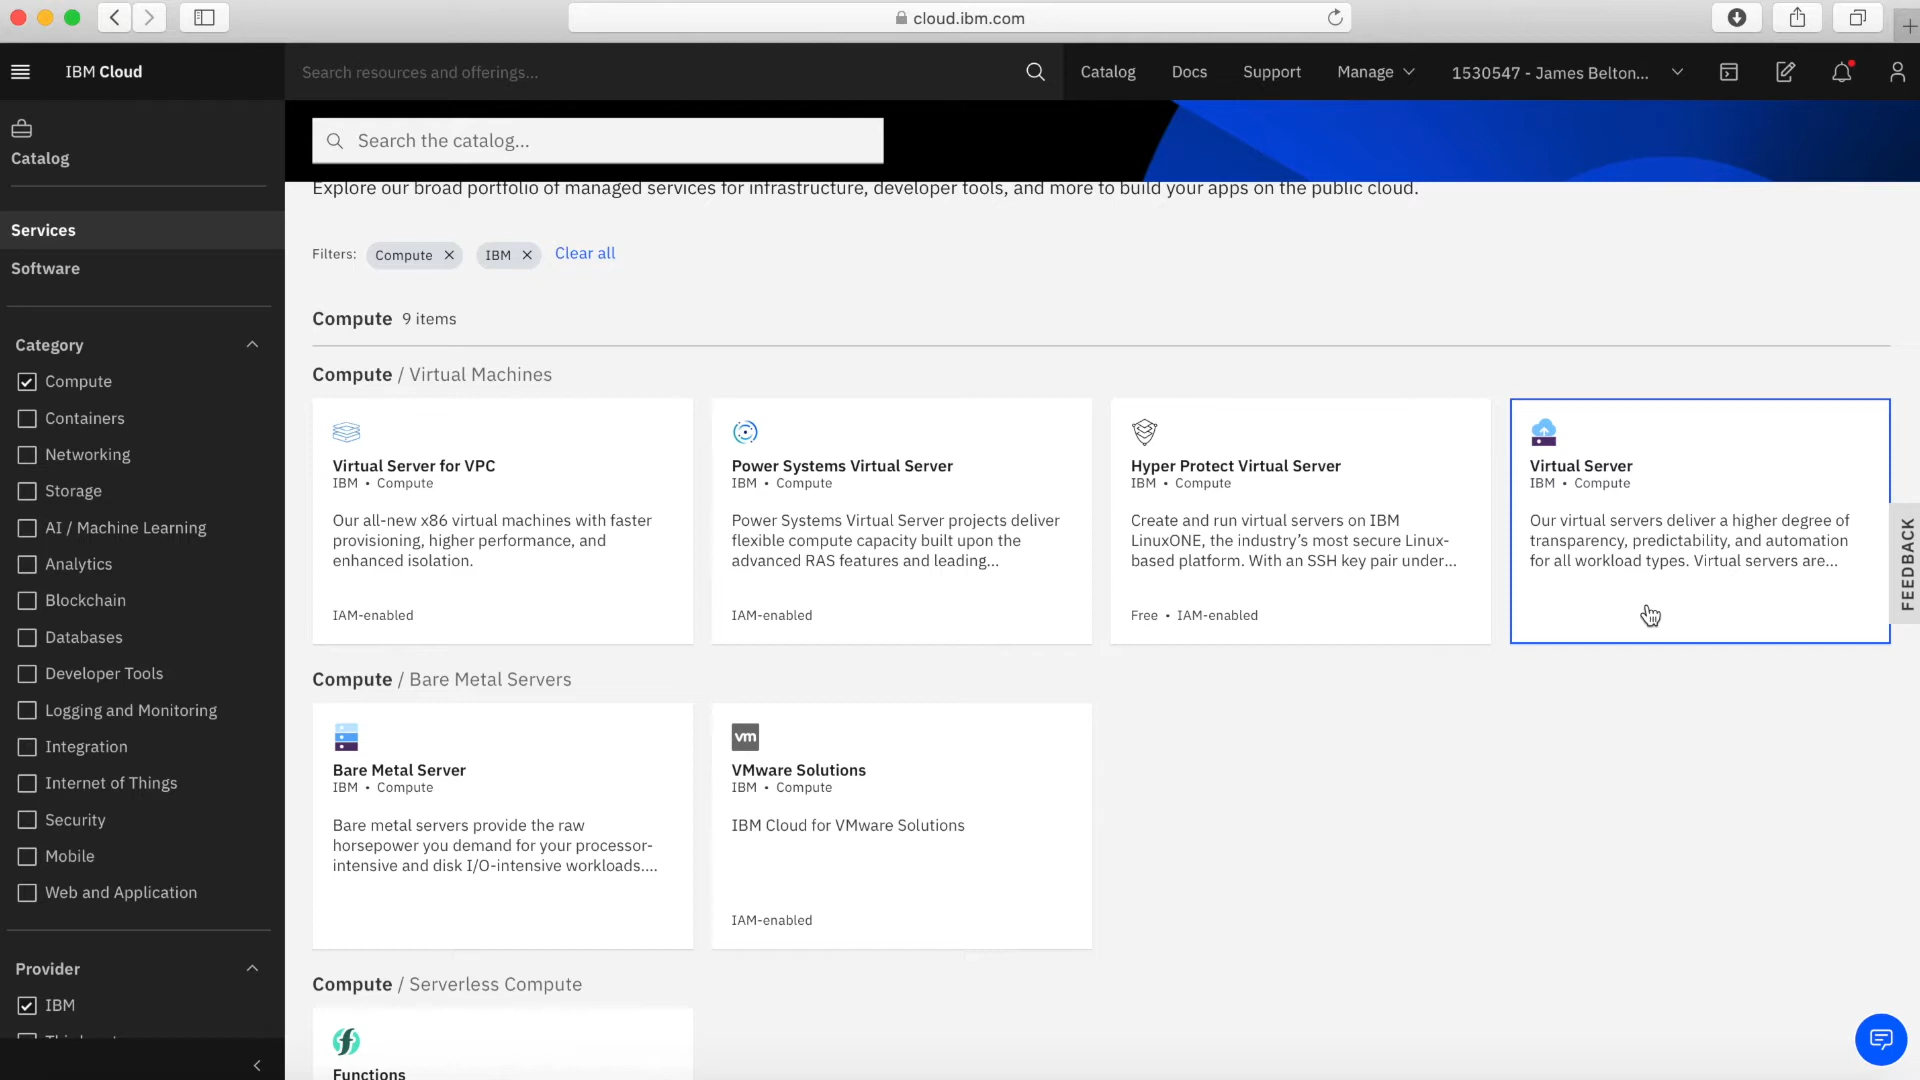 cloud.ibm.com
IBM Cloud
Search resources and offerings...
Catalog
Docs
Support
Manage
1530547 - James Belton...
Catalog
Services
Software
Category
Compute
Containers
Networking
Storage
AI / Machine Learning
Analytics
Blockchain
Databases
Developer Tools
Logging and Monitoring
Integration
Internet of Things
Security
Mobile
Web and Application
Provider
IBM
Search the catalog...
Explore our broad portfolio of managed services for infrastructure, developer tools, and more to build your apps on the public cloud.
Filters: Compute IBM Clear all
Compute 9 items
Compute / Virtual Machines
Virtual Server for VPC
IBM • Compute
Our all-new x86 virtual machines with faster
provisioning, higher performance, and
enhanced isolation.
IAM-enabled
Power Systems Virtual Server
IBM • Compute
Power Systems Virtual Server projects deliver
flexible compute capacity built upon the
advanced RAS features and leading...
IAM-enabled
Hyper Protect Virtual Server
IBM • Compute
Create and run virtual servers on IBM
LinuxONE, the industry’s most secure Linux-
based platform. With an SSH key pair under...
Free • IAM-enabled
Virtual Server
IBM • Compute
Our virtual servers deliver a higher degree of
transparency, predictability, and automation
for all workload types. Virtual servers are...
FEEDBACK
Compute / Bare Metal Servers
Bare Metal Server
IBM • Compute
Bare metal servers provide the raw
horsepower you demand for your processor-
intensive and disk I/O-intensive workloads....
vm
VMware Solutions
IBM • Compute
IBM Cloud for VMware Solutions
IAM-enabled
Compute / Serverless Compute
Functions